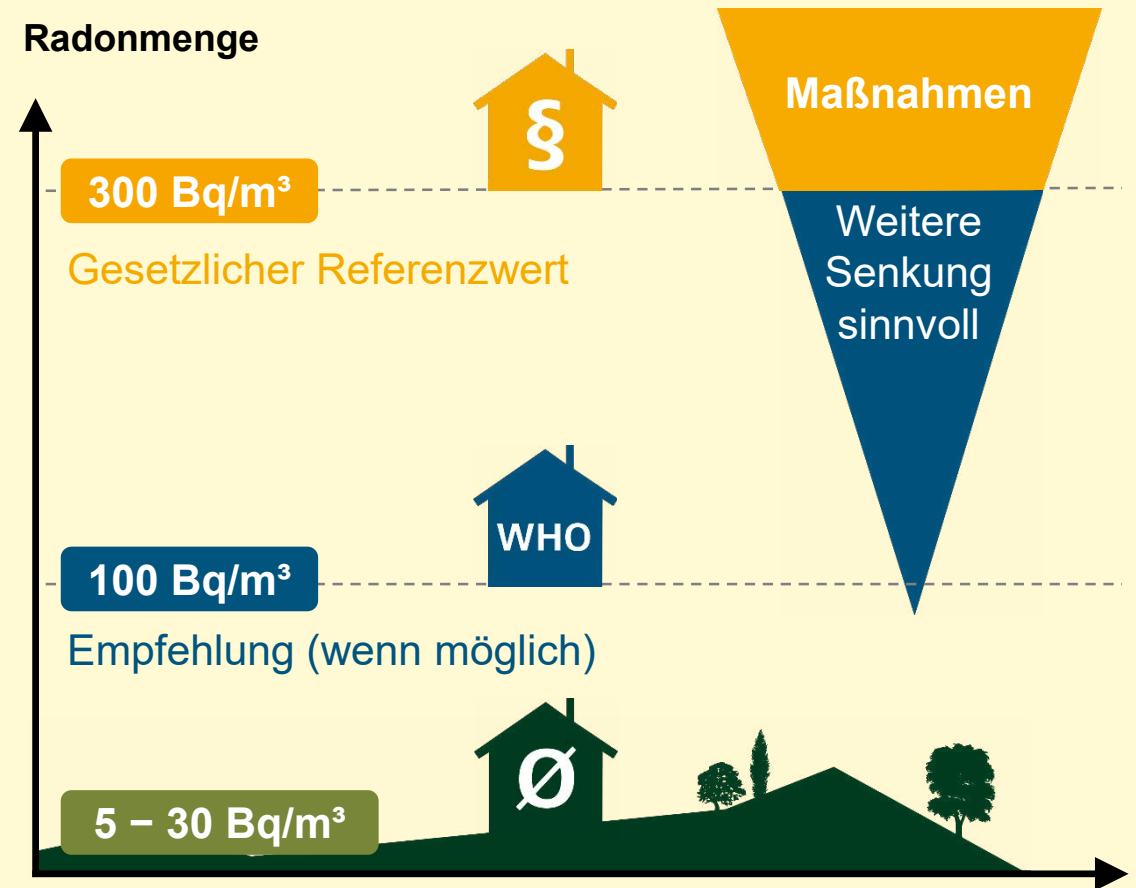 Radonmenge
§
Maßnahmen
300 Bq/m³
Gesetzlicher Referenzwert
Weitere
Senkung
sinnvoll
WHO
100 Bq/m³
Empfehlung (wenn möglich)
Ø
5 – 30 Bq/m³